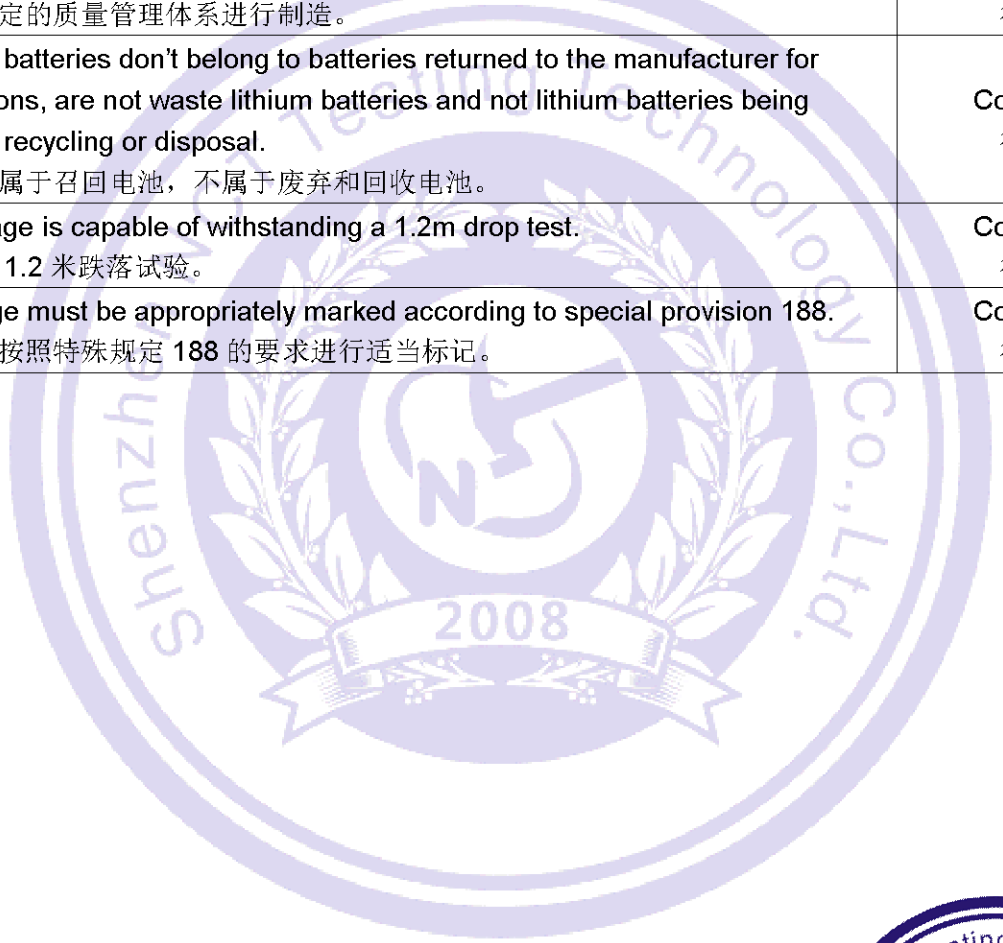 定的质量管理体系进行制造。
batteries don't belong to batteries returned to the manufacturer for
ons, are not waste lithium batteries and not lithium batteries being
recycling or disposal.
属于召回电池，不属于废弃和回收电池。
Co
ge is capable of withstanding a 1.2m drop test.
1.2 米跌落试验。
Co
ge must be appropriately marked according to special provision 188.
按照特殊规定 188 的要求进行适当标记。
Co
Shenzhen NCT Testing Technology Co., Ltd.
N
2008
ting